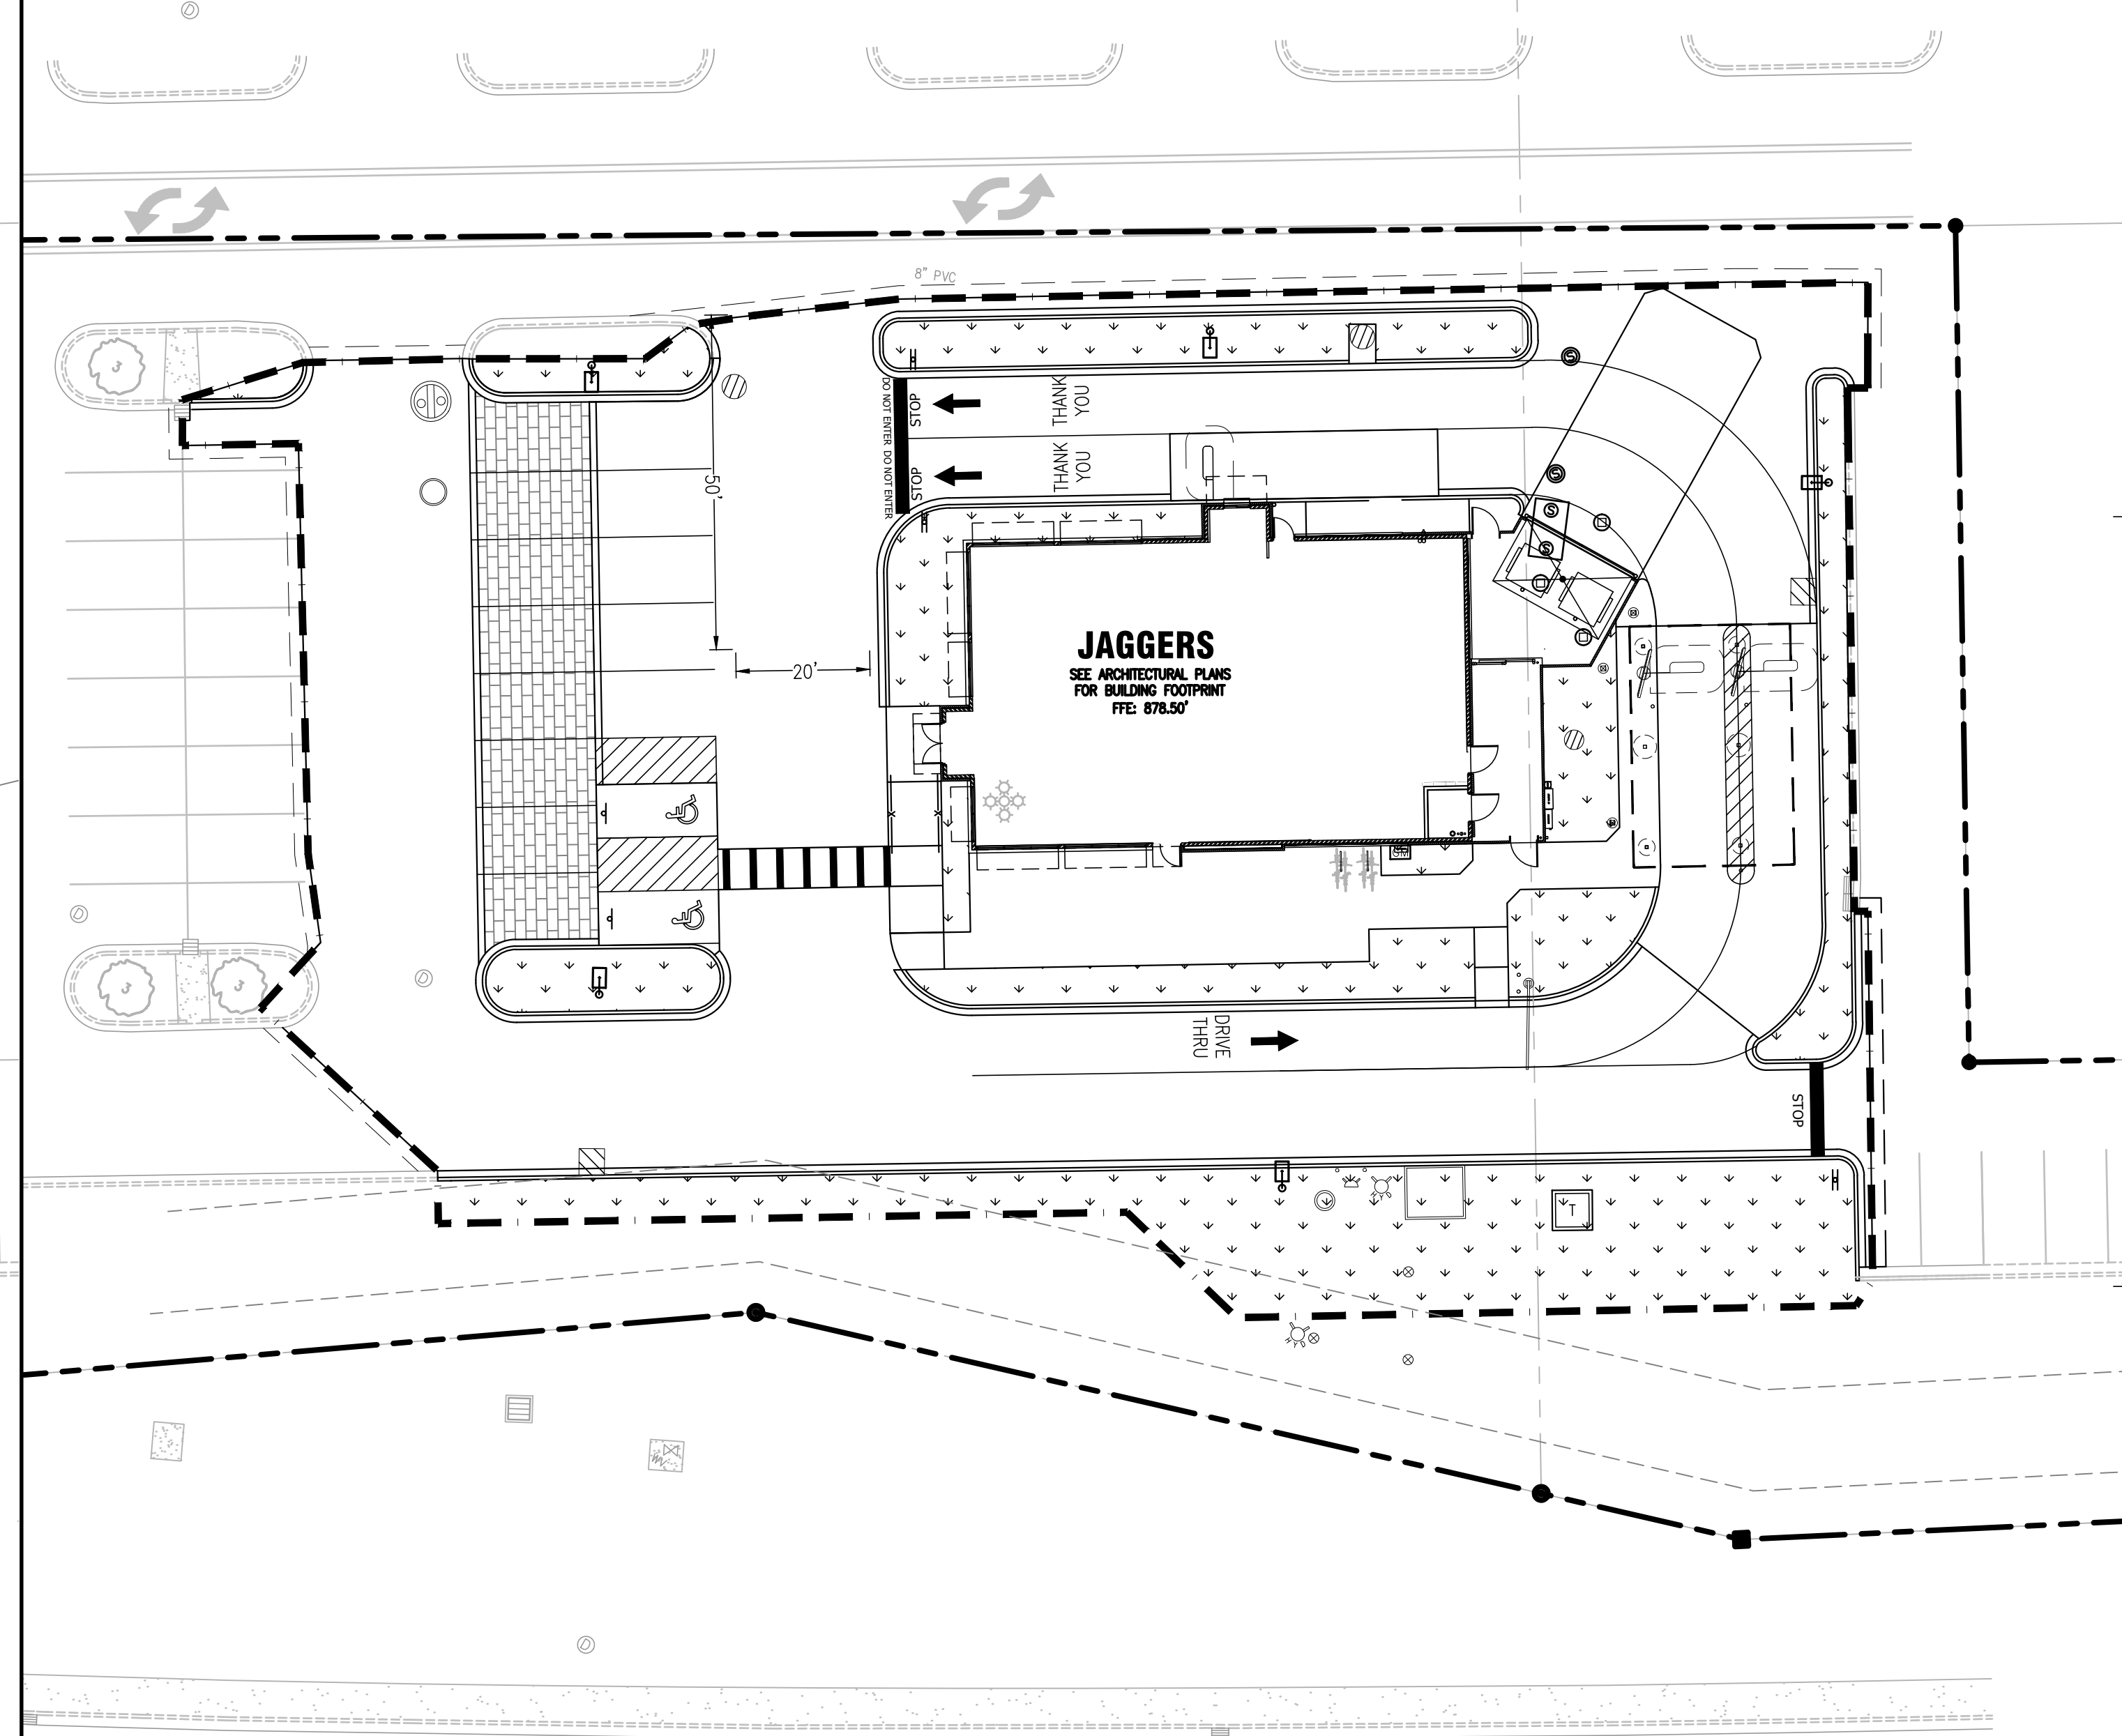 D
8" PVC
DO NOT ENTER DO NOT ENTER
STOP
THANK
YOU
STOP
THANK
YOU
50'
20'
S
S
S
S
JAGGERS
SEE ARCHITECTURAL PLANS
FOR BUILDING FOOTPRINT
FFE: 878.50'
GM
D
D
DRIVE
THRU
STOP
T
D